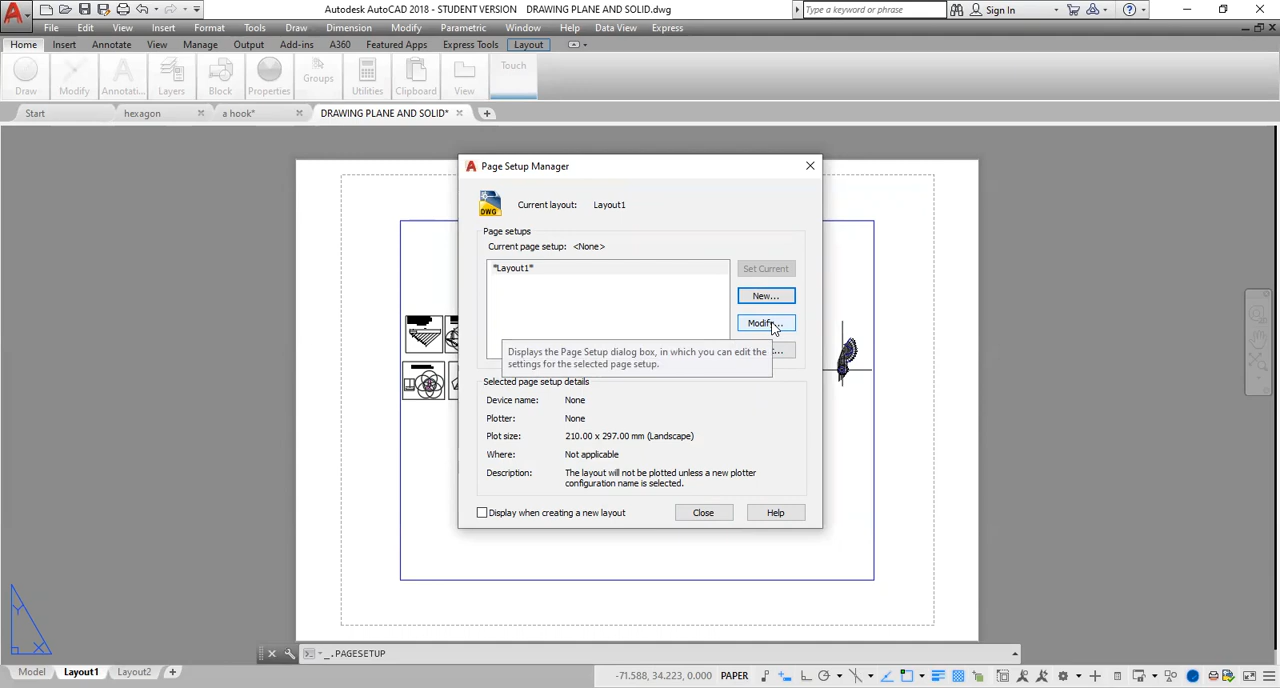 Autodesk AutoCAD 2018 - STUDENT VERSION DRAWING PLANE AND SOLID.dwg
Type a keyword or phrase
Sign In
File Edit View Insert Format Tools Draw Dimension Modify Parametric Window Help Data View Express
Home Insert Annotate View Manage Output Add-ins A360 Featured Apps Express Tools Layout
Draw Modify Annotati... Layers Block Properties Groups Utilities Clipboard View Touch
Start hexagon a hook* DRAWING PLANE AND SOLID*
Page Setup Manager
DWG
Current layout: Layout1
Page setups
Current page setup: <None>
*Layout1*
Set Current
New...
Modify...
Displays the Page Setup dialog box, in which you can edit the
settings for the selected page setup.
Selected page setup details
Device name: None
Plotter: None
Plot size: 210.00 x 297.00 mm (Landscape)
Where: Not applicable
Description: The layout will not be plotted unless a new plotter
configuration name is selected.
Display when creating a new layout
Close
Help
Y
X
_.PAGESETUP
Model Layout1 Layout2
-71.588, 34.223, 0.000 PAPER